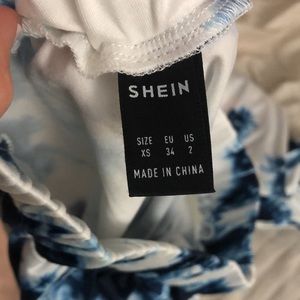 SHEIN
SIZE EU US
XS 34 2
MADE IN CHINA